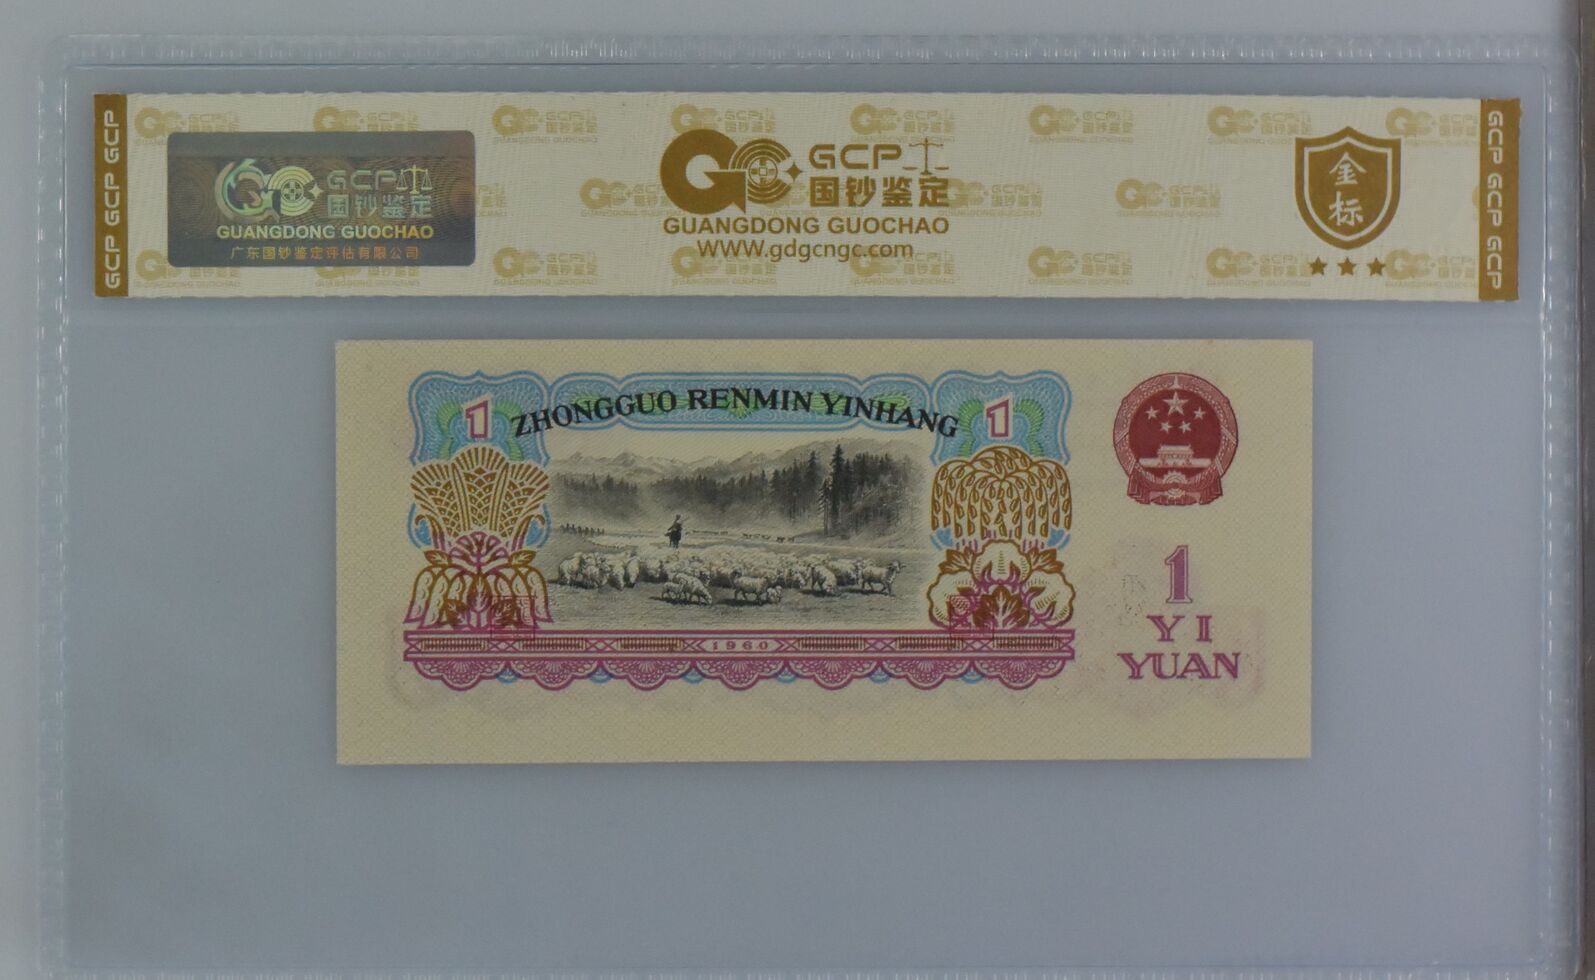 GCP GCP GCP
GCP
国钞鉴定
GUANGDONG GUOCHAO
广东国钞鉴定评估有限公司
GCP
国钞鉴定
GUANGDONG GUOCHAO
www.gdgcngc.com
金
标
GCP GCP GCP
1
ZHONGGUO RENMIN YINHANG
1
1960
1
YI
YUAN